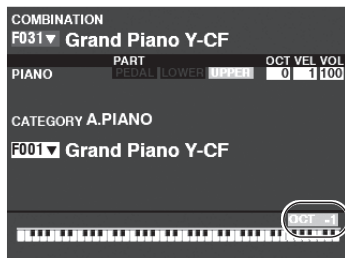 COMBINATION
F031▼ Grand Piano Y-CF
PART OCT VEL VOL
PIANO PEDAL LOWER UPPER 0 1 100
CATEGORY A.PIANO
F001▼ Grand Piano Y-CF
OCT -1